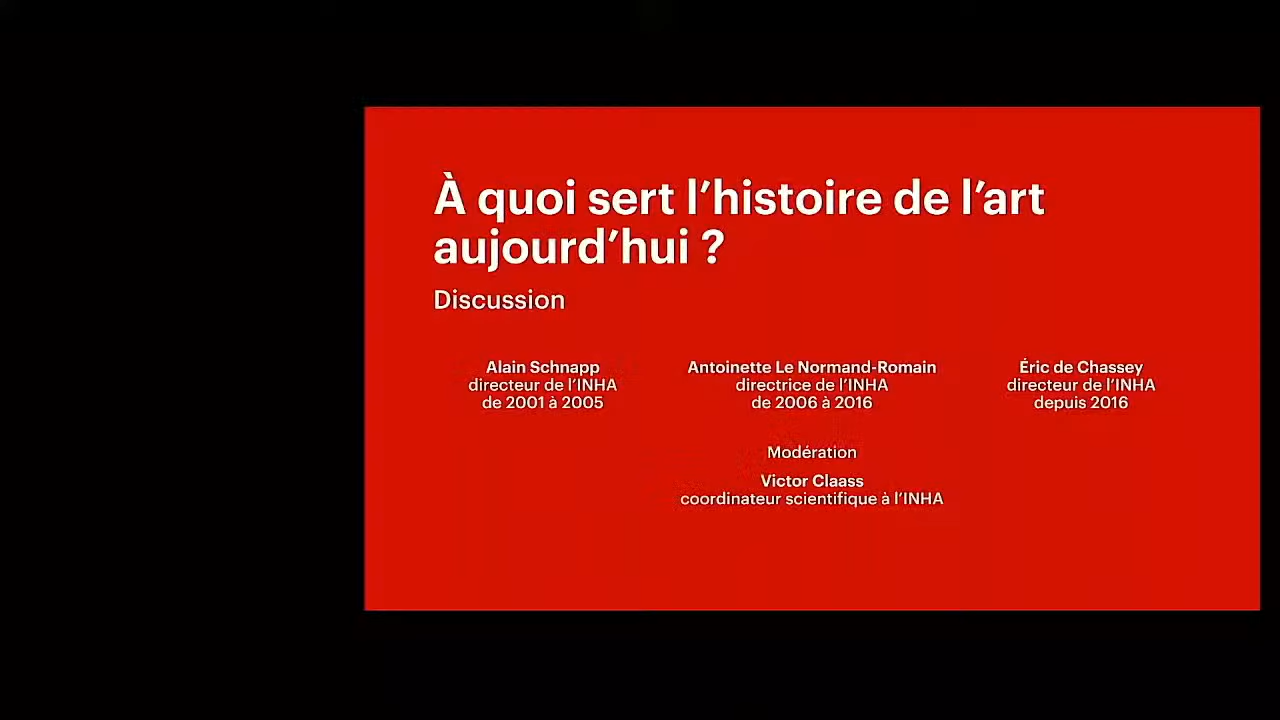 À quoi sert l’histoire de l’art
aujourd’hui ?
Discussion
Alain Schnapp
directeur de l’INHA
de 2001 à 2005
Antoinette Le Normand-Romain
directrice de l’INHA
de 2006 à 2016
Éric de Chassey
directeur de l’INHA
depuis 2016
Modération
Victor Claass
coordinateur scientifique à l’INHA